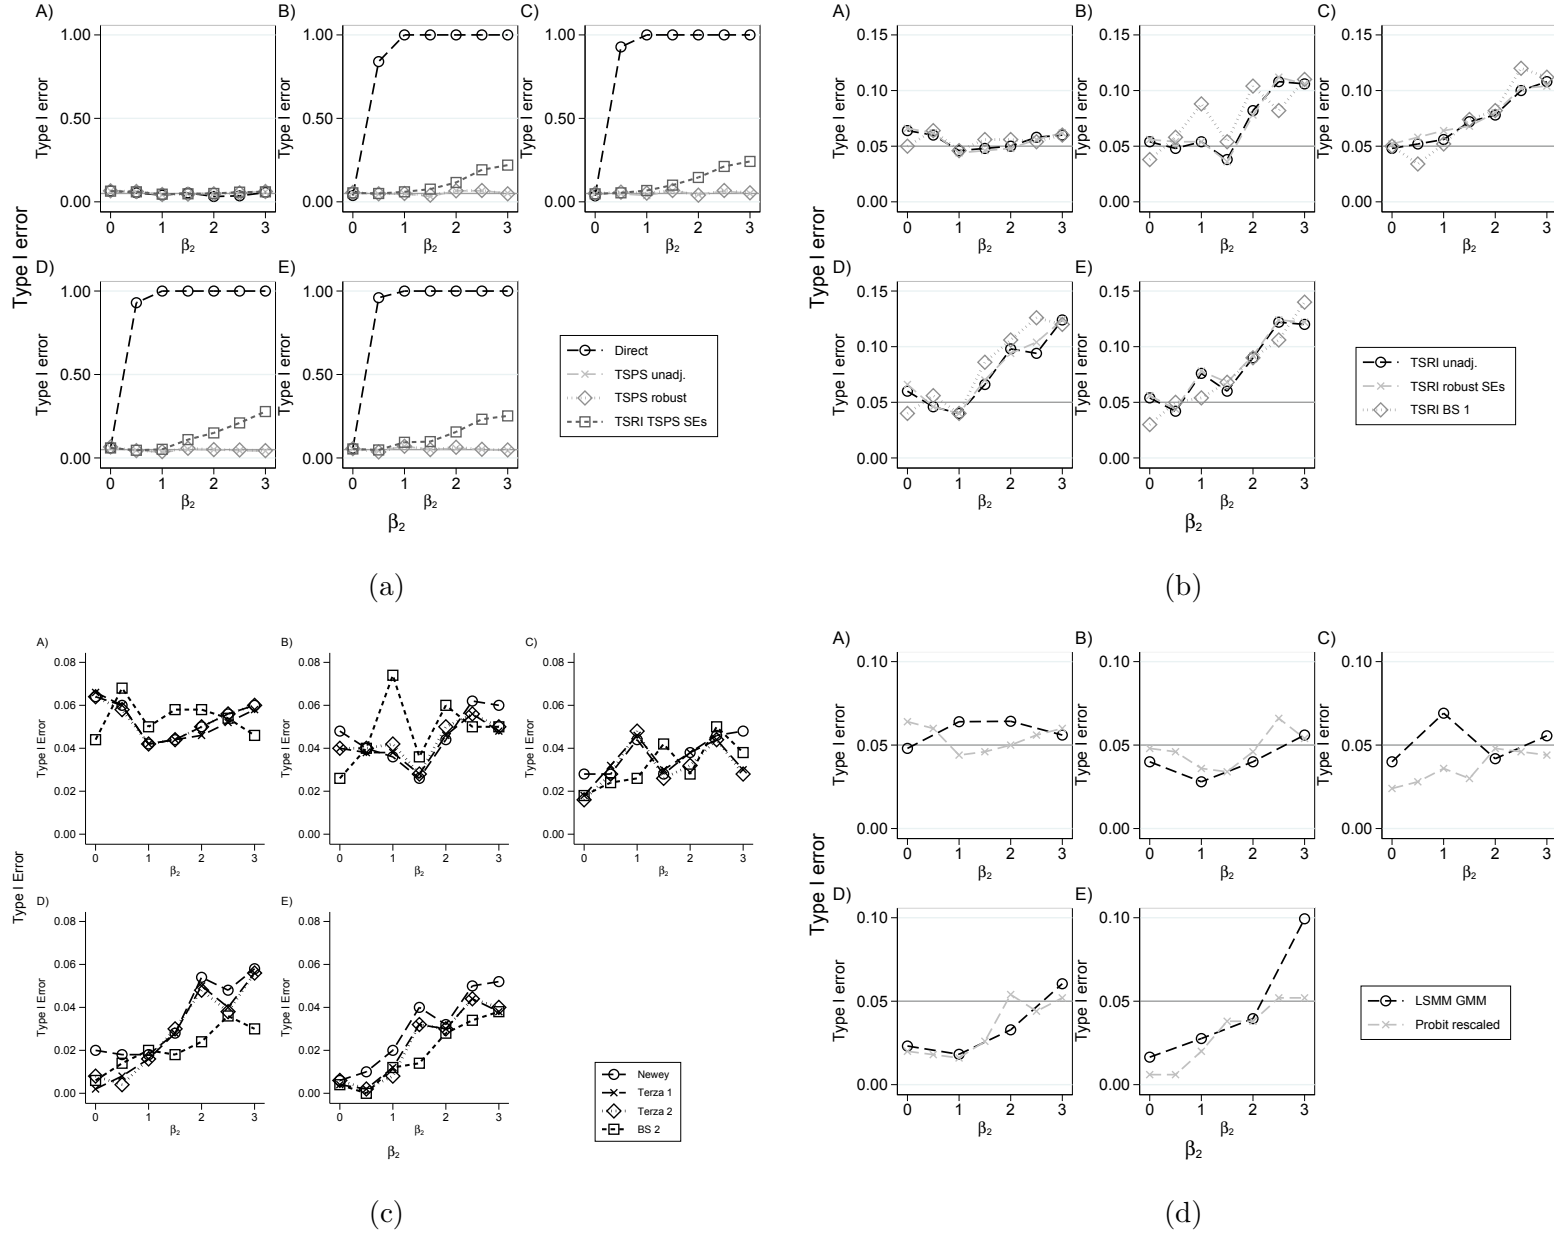 A) B) C)
1.00 1.00 1.00
Type I error Type I error Type I error
0.50 0.50 0.50
0.00 0.00 0.00
0 1 2 3 0 1 2 3 0 1 2 3
β2 β2 β2
Type I error
D) E)
1.00 1.00
Type I error Type I error
0.50 0.50
0.00 0.00
0 1 2 3 0 1 2 3
β2 β2
β2
Direct
TSPS unadj.
TSPS robust
TSRI TSPS SEs
(a)
A) B) C)
0.15 0.15 0.15
0.10 0.10 0.10
Type I error Type I error Type I error
0.05 0.05 0.05
0.00 0.00 0.00
0 1 2 3 0 1 2 3 0 1 2 3
β2 β2 β2
Type I error
D) E)
0.15 0.15
0.10 0.10
Type I error Type I error
0.05 0.05
0.00 0.00
0 1 2 3 0 1 2 3
β2 β2
β2
TSRI unadj.
TSRI robust SEs
TSRI BS 1
(b)
A) B) C)
0.08 0.08 0.08
0.06 0.06 0.06
Type I Error Type I Error Type I Error
0.04 0.04 0.04
0.02 0.02 0.02
0.00 0.00 0.00
0 1 2 3 0 1 2 3 0 1 2 3
β2 β2 β2
Type I Error
D) E)
0.08 0.08
0.06 0.06
Type I Error Type I Error
0.04 0.04
0.02 0.02
0.00 0.00
0 1 2 3 0 1 2 3
β2 β2
β2
Newey
Terza 1
Terza 2
BS 2
(c)
A) B) C)
0.10 0.10 0.10
Type I error Type I error Type I error
0.05 0.05 0.05
0.00 0.00 0.00
0 1 2 3 0 1 2 3 0 1 2 3
β2 β2 β2
Type I error
D) E)
0.10 0.10
Type I error Type I error
0.05 0.05
0.00 0.00
0 1 2 3 0 1 2 3
β2 β2
β2
LSMM GMM
Probit rescaled
(d)